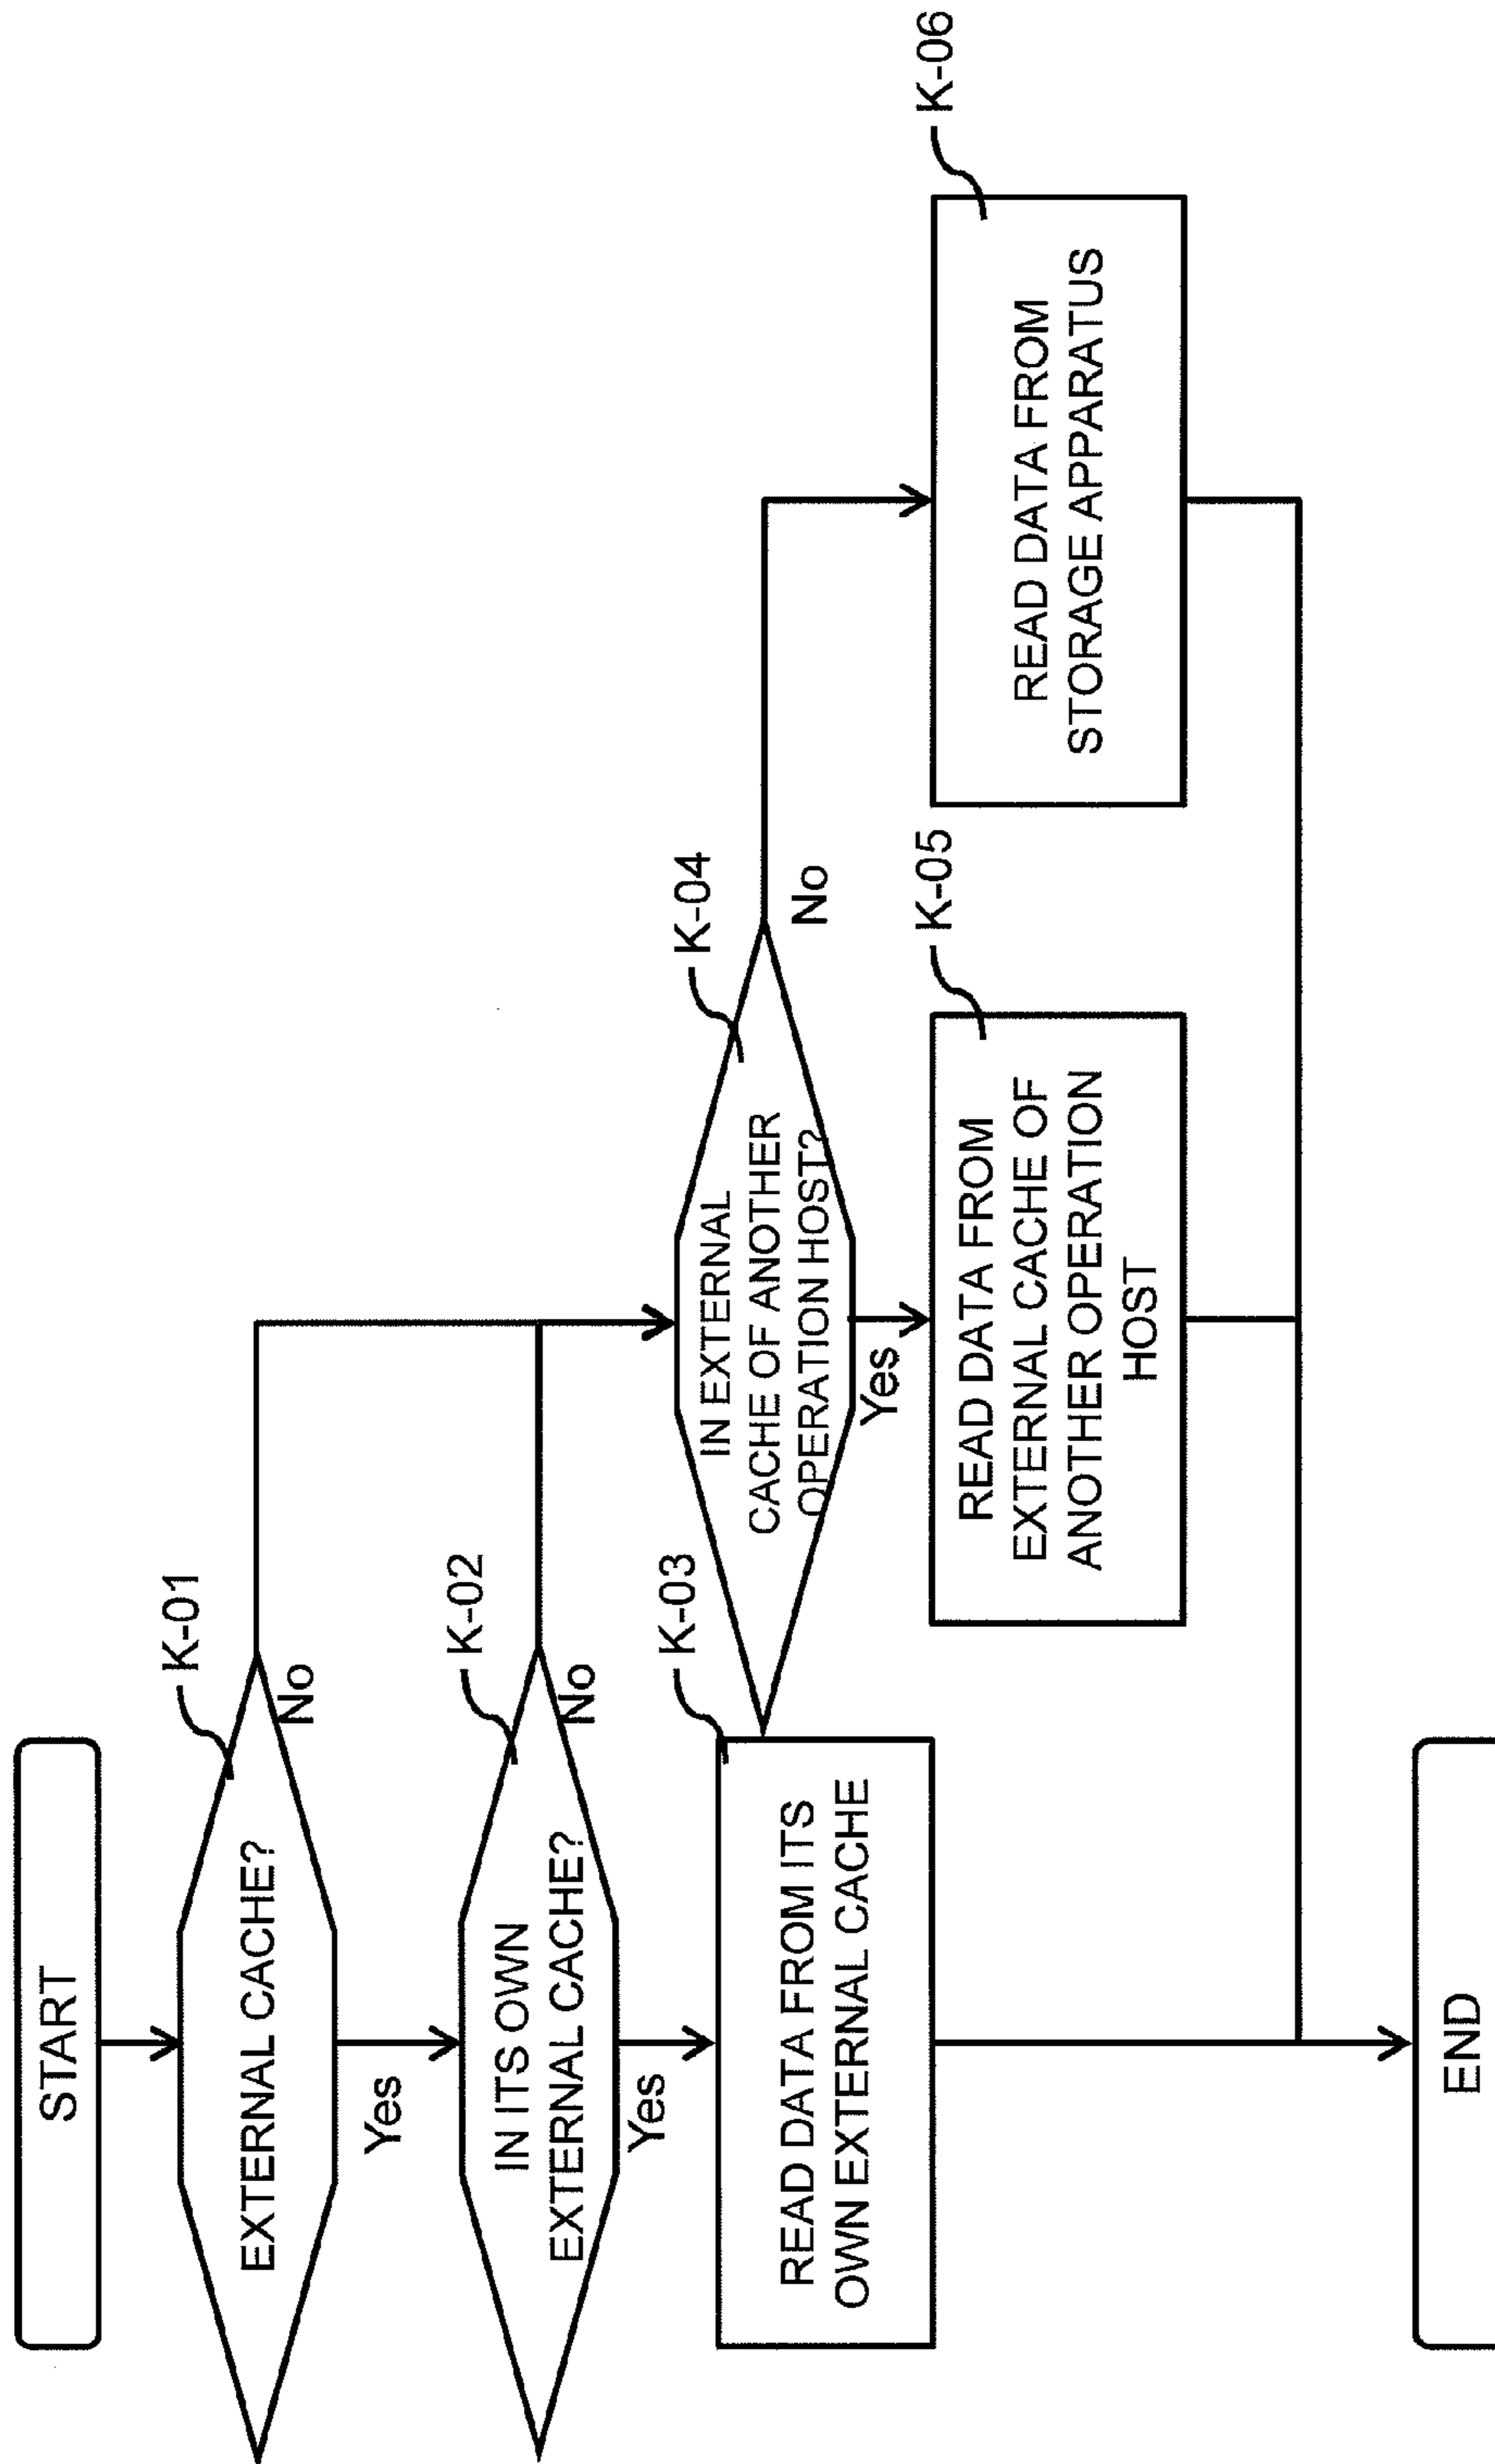 START
K-01
EXTERNAL CACHE?
No
Yes
K-02
IN ITS OWN
EXTERNAL CACHE?
No
Yes
K-03
READ DATA FROM ITS
OWN EXTERNAL CACHE
K-04
IN EXTERNAL
CACHE OF ANOTHER
OPERATION HOST?
No
Yes
K-05
READ DATA FROM
EXTERNAL CACHE OF
ANOTHER OPERATION
HOST
K-06
READ DATA FROM
STORAGE APPARATUS
END